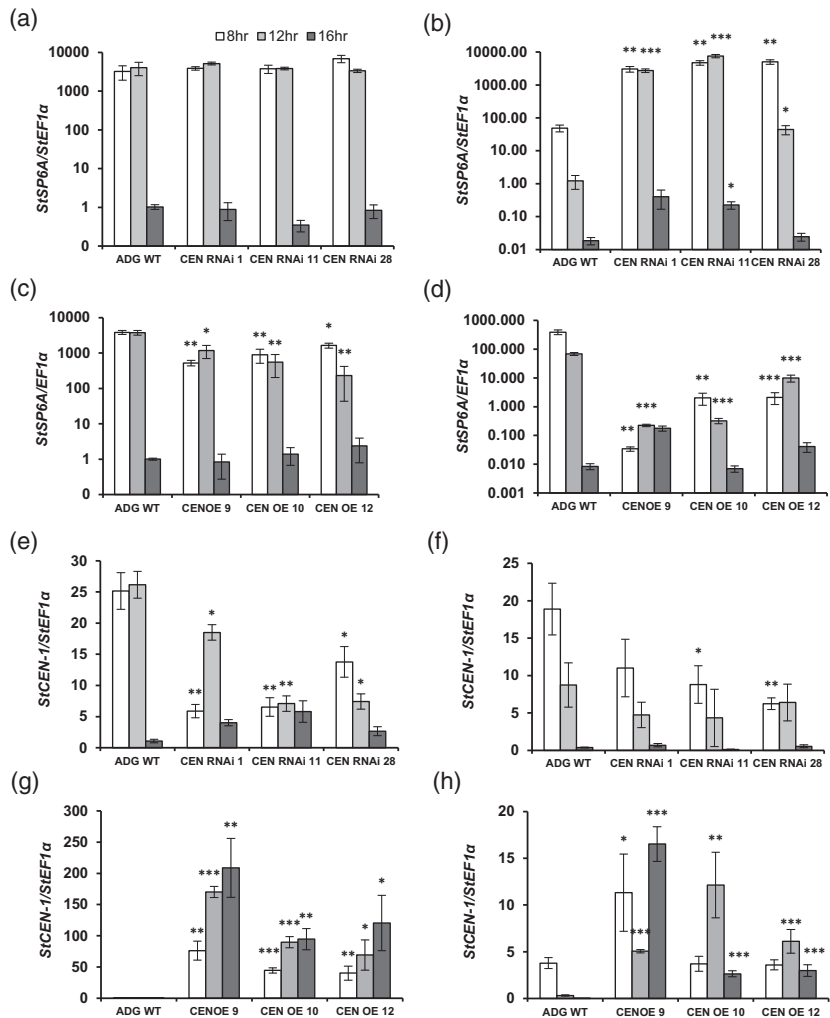 (a)
8hr 12hr 16hr
StSP6A/StEF1α
10000
1000
100
10
1
0
ADG WT CEN RNAi 1 CEN RNAi 11 CEN RNAi 28
(b)
StSP6A/StEF1α
10000.00
1000.00
100.00
10.00
1.00
0.10
0.01
** *** ** *** ** * *
ADG WT CEN RNAi 1 CEN RNAi 11 CEN RNAi 28
(c)
StSP6A/EF1α
10000
1000
100
10
1
0
** * ** ** * **
ADG WT CENOE 9 CEN OE 10 CEN OE 12
(d)
StSP6A/EF1α
1000.000
100.000
10.000
1.000
0.100
0.010
0.001
** *** ** *** *** ***
ADG WT CENOE 9 CEN OE 10 CEN OE 12
(e)
StCEN-1/StEF1α
30
25
20
15
10
5
0
** * ** ** * *
ADG WT CEN RNAi 1 CEN RNAi 11 CEN RNAi 28
(f)
StCEN-1/StEF1α
25
20
15
10
5
0
* **
ADG WT CEN RNAi 1 CEN RNAi 11 CEN RNAi 28
(g)
StCEN-1/StEF1α
300
250
200
150
100
50
0
** *** ** *** *** ** ** * *
ADG WT CENOE 9 CEN OE 10 CEN OE 12
(h)
StCEN-1/StEF1α
20
15
10
5
0
* *** *** ** *** *** ***
ADG WT CENOE 9 CEN OE 10 CEN OE 12